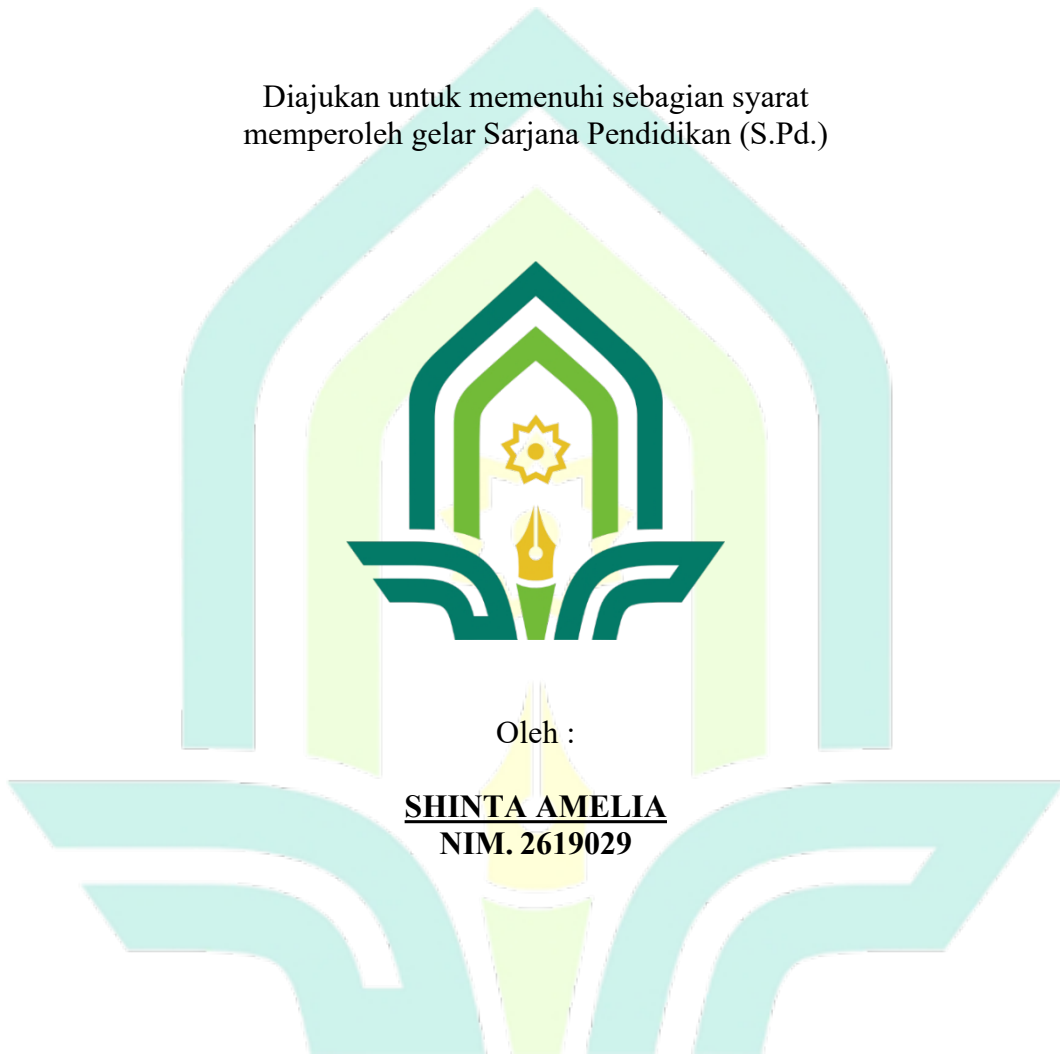 Diajukan untuk memenuhi sebagian syarat
memperoleh gelar Sarjana Pendidikan (S.Pd.)
Oleh :
SHINTA AMELIA
NIM. 2619029